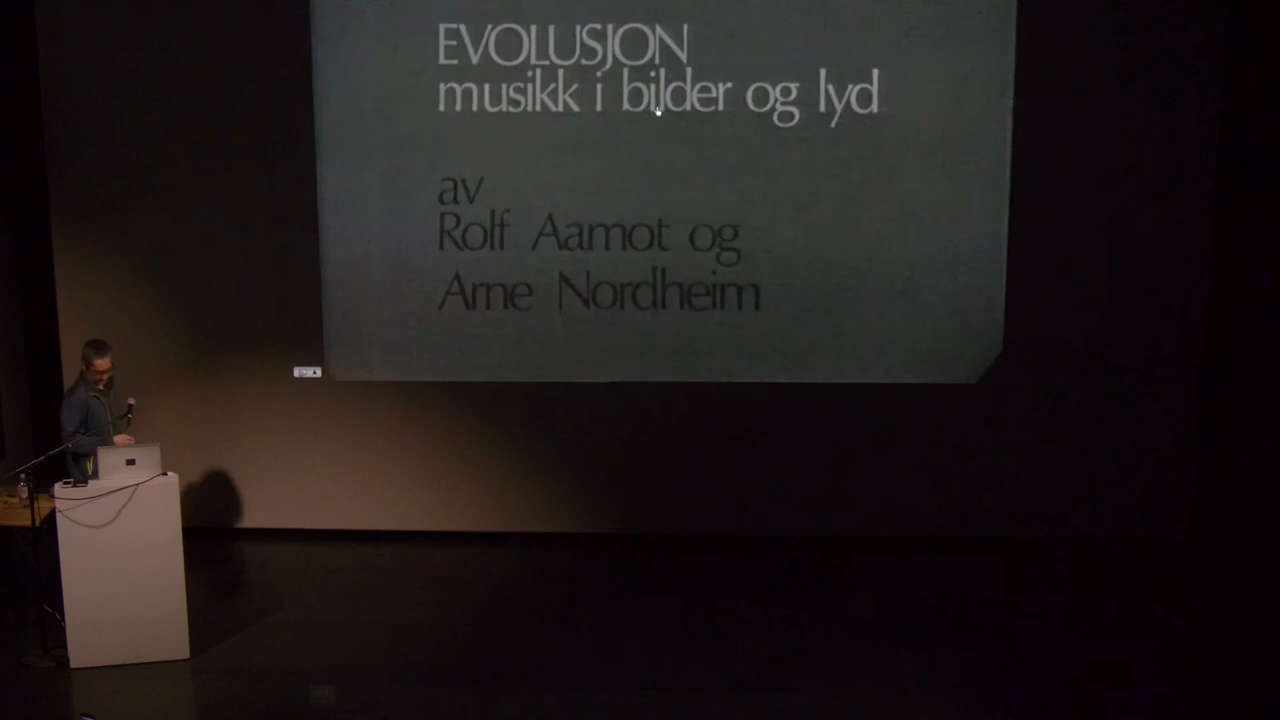 EVOLUSJON
musikk i bilder og lyd
av
Rolf Aamot og
Arne Nordheim